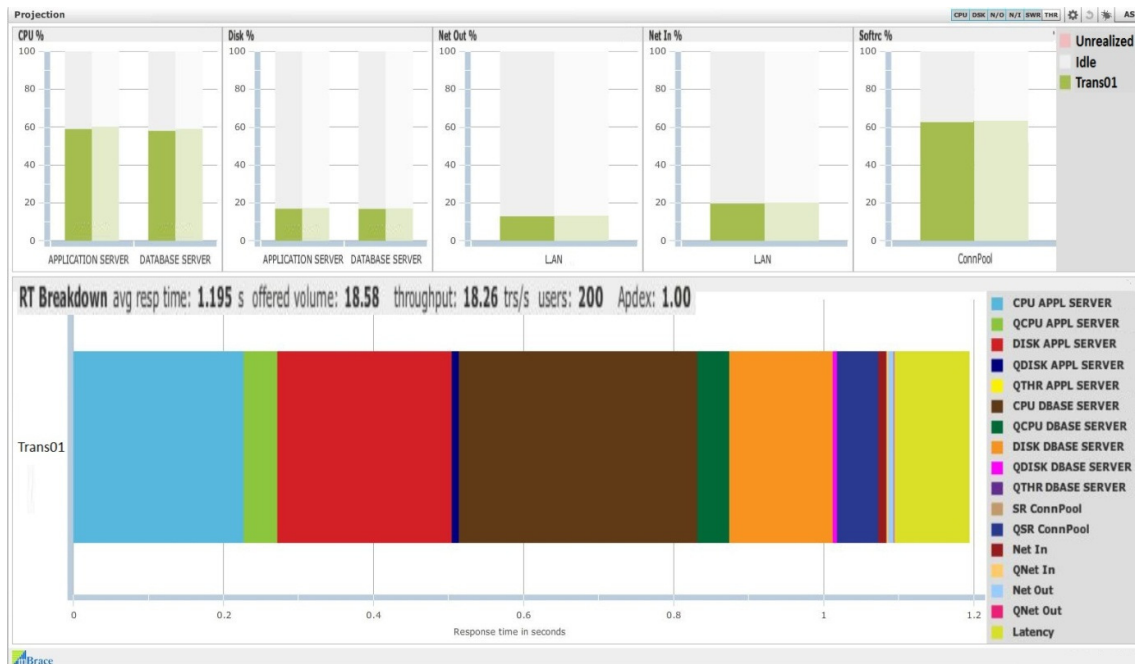 Projection
CPU DSK N/O N/I SWR THR AS
CPU %
100
80
60
40
20
0
APPLICATION SERVER DATABASE SERVER
Disk %
100
80
60
40
20
0
APPLICATION SERVER DATABASE SERVER
Net Out %
100
80
60
40
20
0
LAN
Net In %
100
80
60
40
20
0
LAN
Softrc %
100
80
60
40
20
0
ConnPool
Unrealized
Idle
Trans01
RT Breakdown avg resp time: 1.195 s offered volume: 18.58 throughput: 18.26 trs/s users: 200 Apdex: 1.00
Trans01
0 0.2 0.4 0.6 0.8 1 1.2
Response time in seconds
CPU APPL SERVER
QCPU APPL SERVER
DISK APPL SERVER
QDISK APPL SERVER
QTHR APPL SERVER
CPU DBASE SERVER
QCPU DBASE SERVER
DISK DBASE SERVER
QDISK DBASE SERVER
QTHR DBASE SERVER
SR ConnPool
QSR ConnPool
Net In
QNet In
Net Out
QNet Out
Latency
mBrace